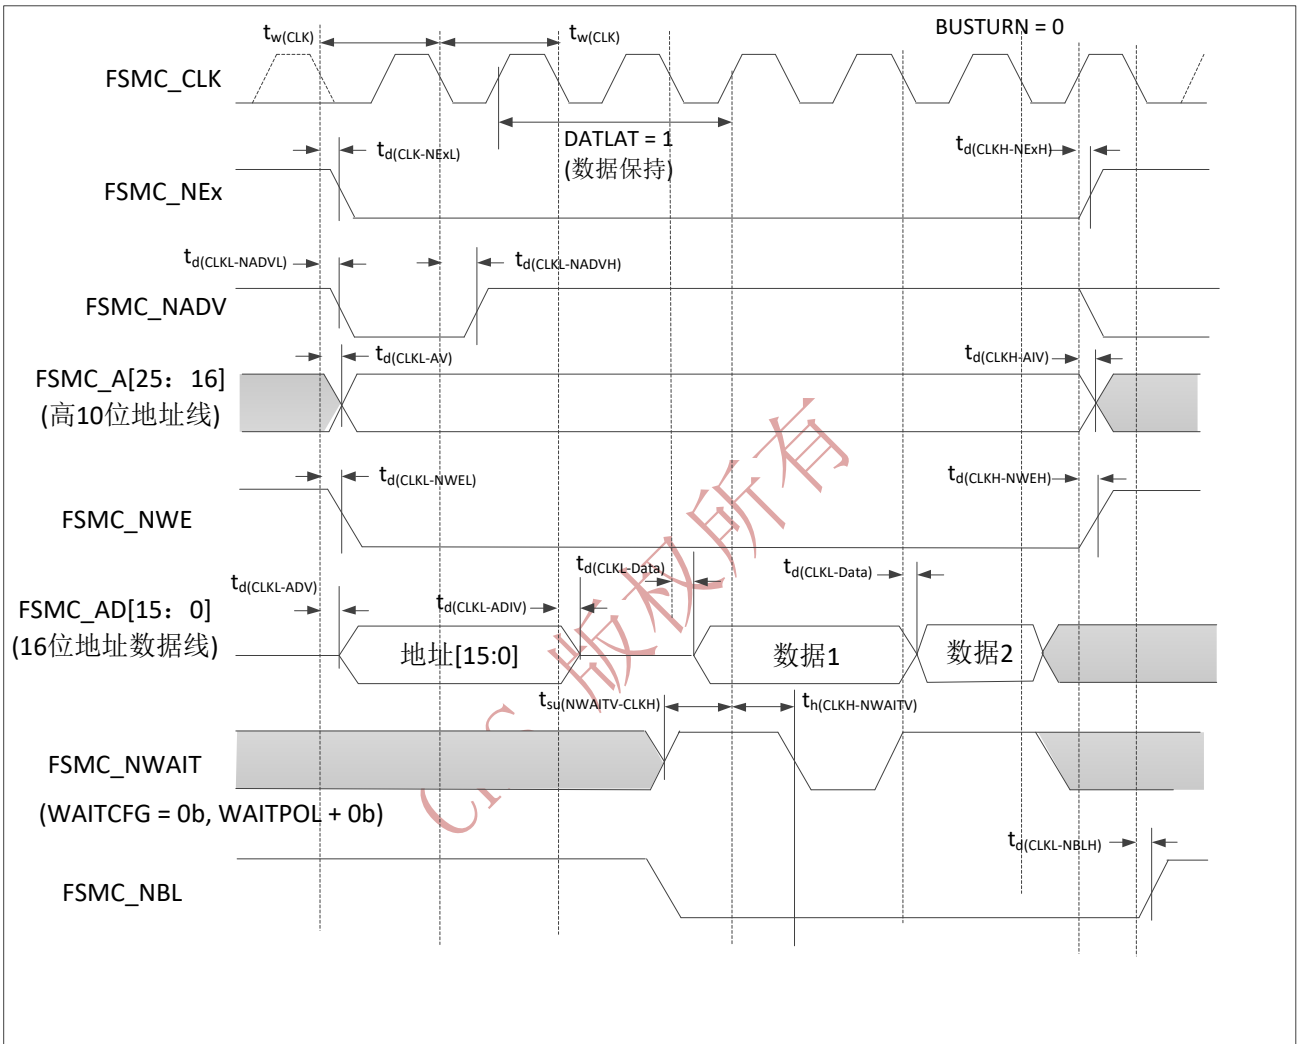 BUSTURN = 0
tw(CLK)
tw(CLK)
FSMC_CLK
DATLAT = 1
(数据保持)
td(CLK-NExL)
td(CLKH-NExH)
FSMC_NEx
td(CLKL-NADVL)
td(CLKL-NADVH)
FSMC_NADV
td(CLKL-AV)
td(CLKH-AIV)
FSMC_A[25：16]
(高10位地址线)
td(CLKL-NWEL)
td(CLKH-NWEH)
FSMC_NWE
td(CLKL-Data)
td(CLKL-Data)
td(CLKL-ADV)
td(CLKL-ADIV)
FSMC_AD[15：0]
(16位地址数据线)
地址[15:0]
数据1
数据2
tsu(NWAITV-CLKH)
th(CLKH-NWAITV)
FSMC_NWAIT
(WAITCFG = 0b, WAITPOL + 0b)
td(CLKL-NBLH)
FSMC_NBL
版权所有